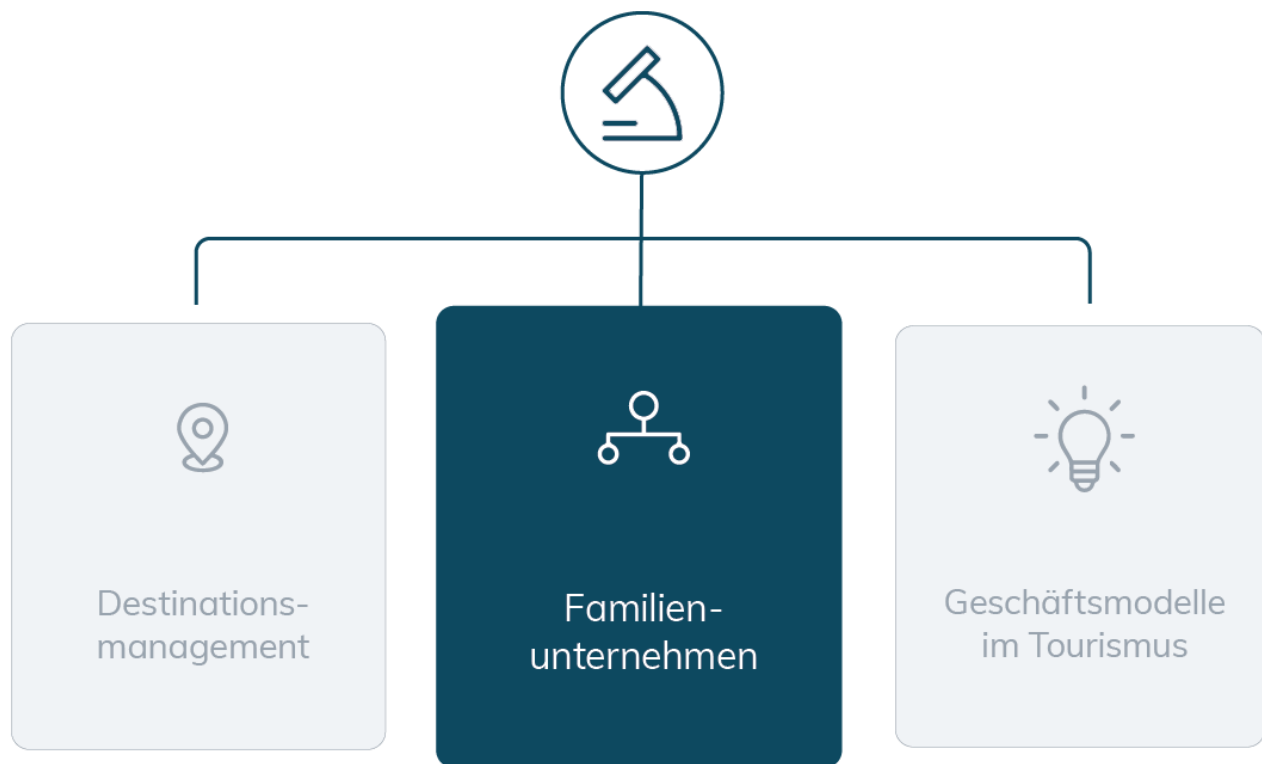 Destinations-
management
Familien-
unternehmen
Geschäftsmodelle
im Tourismus